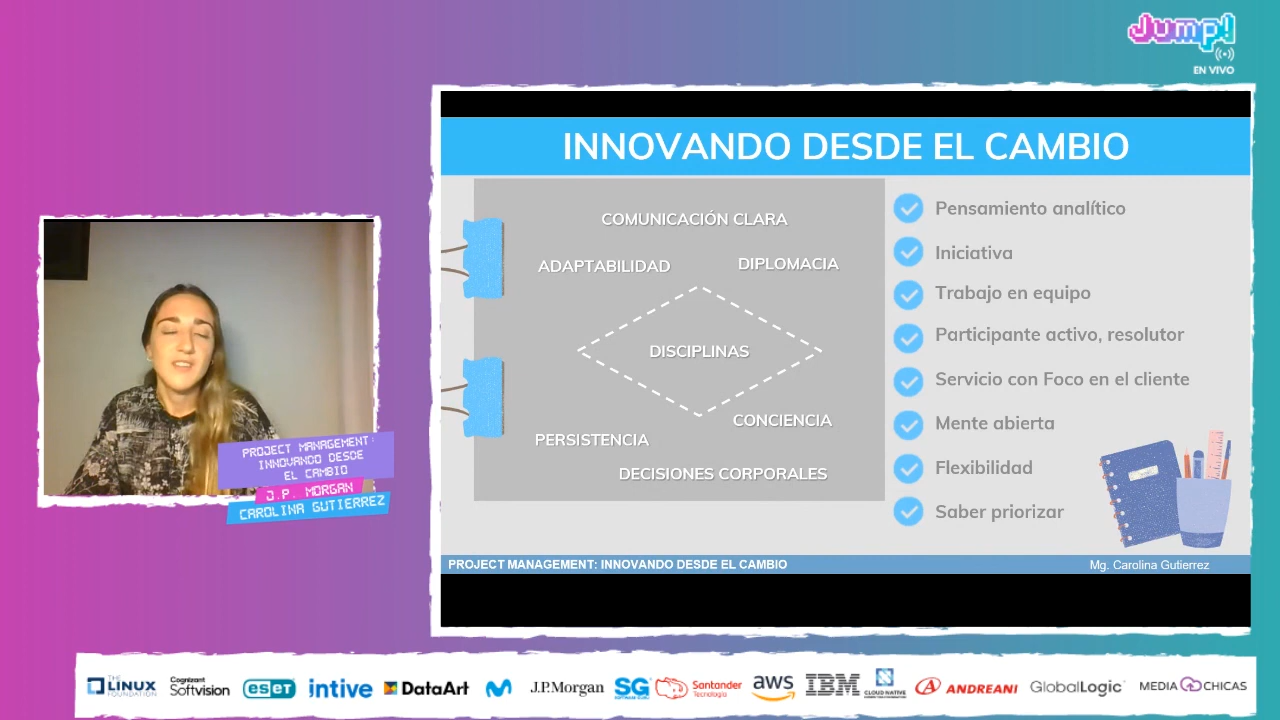 Jump!
EN VIVO
INNOVANDO DESDE EL CAMBIO
COMUNICACIÓN CLARA
ADAPTABILIDAD
DIPLOMACIA
DISCIPLINAS
CONCIENCIA
PERSISTENCIA
DECISIONES CORPORALES
Pensamiento analítico
Iniciativa
Trabajo en equipo
Participante activo, resolutor
Servicio con Foco en el cliente
Mente abierta
Flexibilidad
Saber priorizar
PROJECT MANAGEMENT: INNOVANDO DESDE EL CAMBIO
Mg. Carolina Gutierrez
PROJECT MANAGEMENT:
INNOVANDO DESDE
EL CAMBIO
J.P. MORGAN
CAROLINA GUTIERREZ
THE LINUX FOUNDATION
Cognizant Softvision
eset
intive
DataArt
J.P.Morgan
SG
Santander Tecnología
aws
IBM
CLOUD NATIVE
ANDREANI
GlobalLogic
MEDIA CHICAS